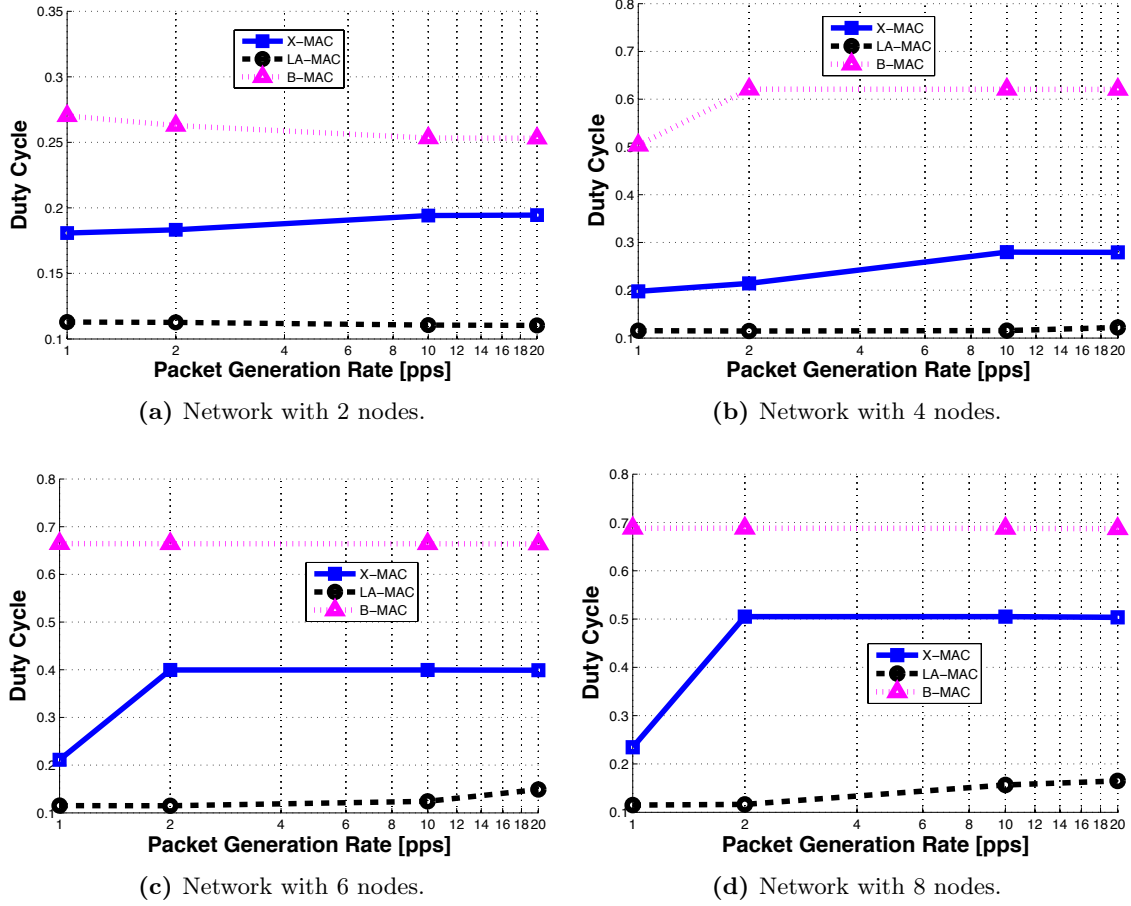 0.35
0.3
0.25
0.2
0.15
0.1
Duty Cycle
X−MAC
LA−MAC
B−MAC
1 2 4 6 8 10 12 14 16 18 20
Packet Generation Rate [pps]
(a) Network with 2 nodes.
0.8
0.7
0.6
0.5
0.4
0.3
0.2
0.1
Duty Cycle
X−MAC
LA−MAC
B−MAC
1 2 4 6 8 10 12 14 16 18 20
Packet Generation Rate [pps]
(b) Network with 4 nodes.
0.8
0.7
0.6
0.5
0.4
0.3
0.2
0.1
Duty Cycle
X−MAC
LA−MAC
B−MAC
1 2 4 6 8 10 12 14 16 18 20
Packet Generation Rate [pps]
(c) Network with 6 nodes.
0.8
0.7
0.6
0.5
0.4
0.3
0.2
0.1
Duty Cycle
X−MAC
LA−MAC
B−MAC
1 2 4 6 8 10 12 14 16 18 20
Packet Generation Rate [pps]
(d) Network with 8 nodes.